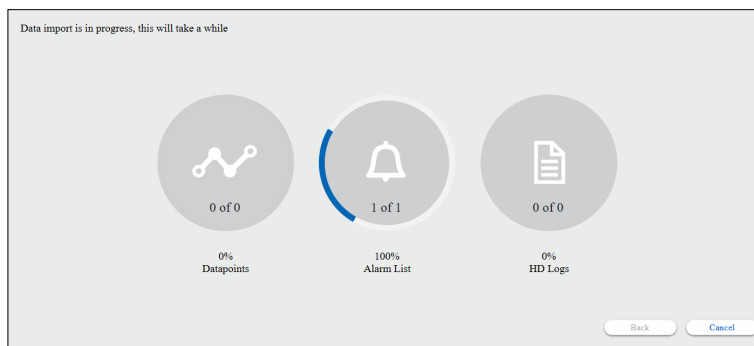 Data import is in progress, this will take a while
0 of 0
1 of 1
0 of 0
0%
100%
0%
Datapoints
Alarm List
HD Logs
Back
Cancel